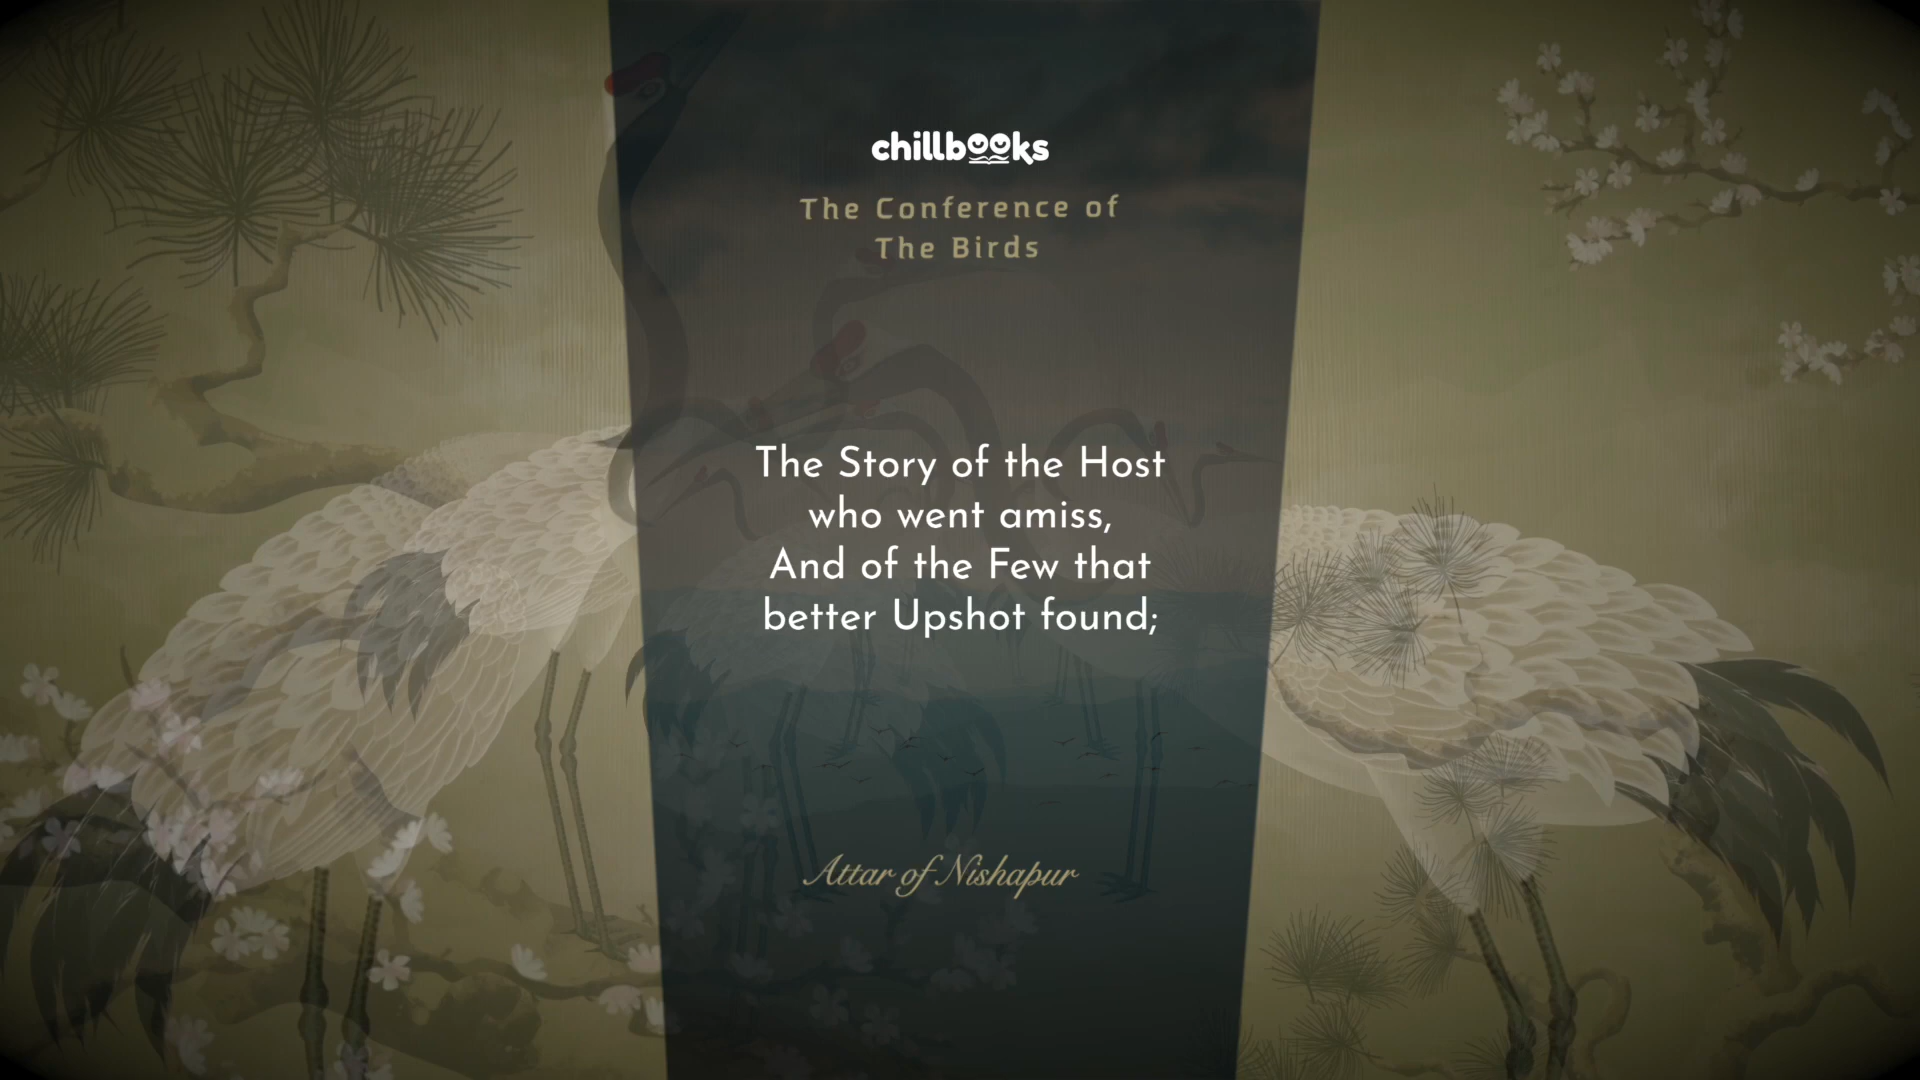 chillbooks
The Conference of
The Birds
The Story of the Host
who went amiss,
And of the Few that
better Upshot found;
Attar of Nishapur